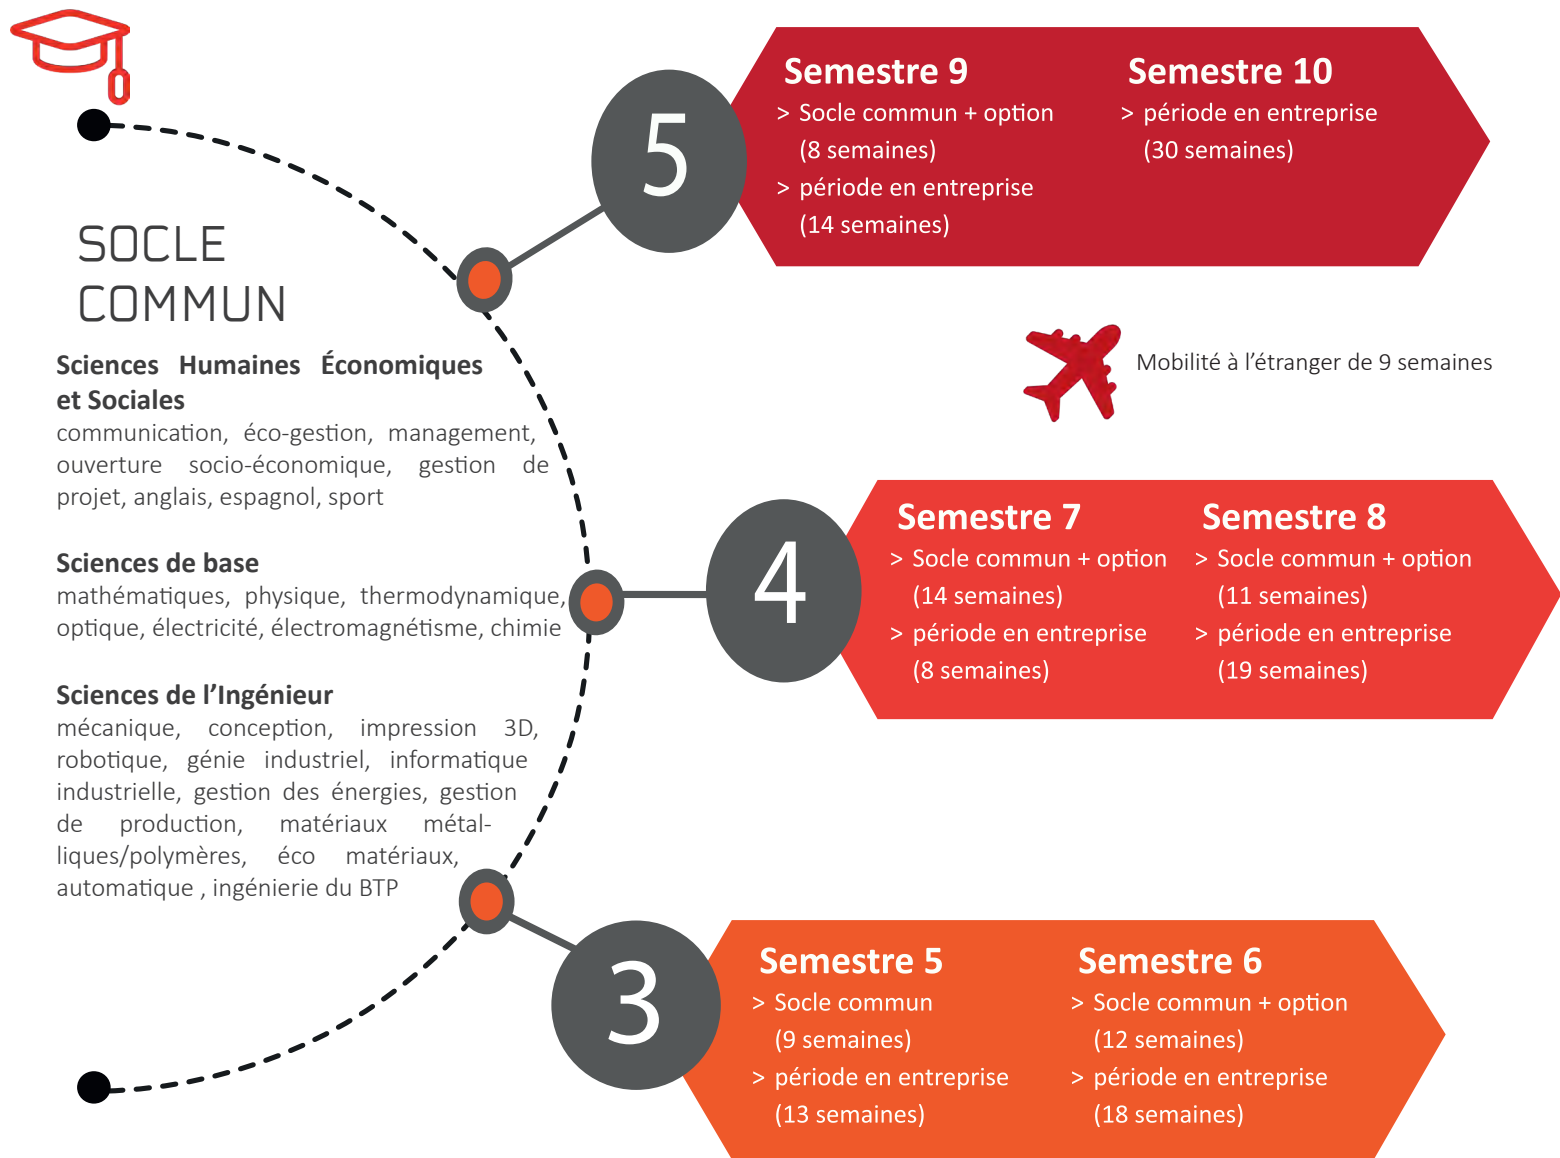 SOCLE
COMMUN
Sciences Humaines Économiques
et Sociales
communication, éco-gestion, management,
ouverture socio-économique, gestion de
projet, anglais, espagnol, sport
Sciences de base
mathématiques, physique, thermodynamique,
optique, électricité, électromagnétisme, chimie
Sciences de l’Ingénieur
mécanique, conception, impression 3D,
robotique, génie industriel, informatique
industrielle, gestion des énergies, gestion
de production, matériaux métal-
liques/polymères, éco matériaux,
automatique , ingénierie du BTP
5
Semestre 9
> Socle commun + option
(8 semaines)
> période en entreprise
(14 semaines)
Semestre 10
> période en entreprise
(30 semaines)
Mobilité à l’étranger de 9 semaines
4
Semestre 7
> Socle commun + option
(14 semaines)
> période en entreprise
(8 semaines)
Semestre 8
> Socle commun + option
(11 semaines)
> période en entreprise
(19 semaines)
3
Semestre 5
> Socle commun
(9 semaines)
> période en entreprise
(13 semaines)
Semestre 6
> Socle commun + option
(12 semaines)
> période en entreprise
(18 semaines)